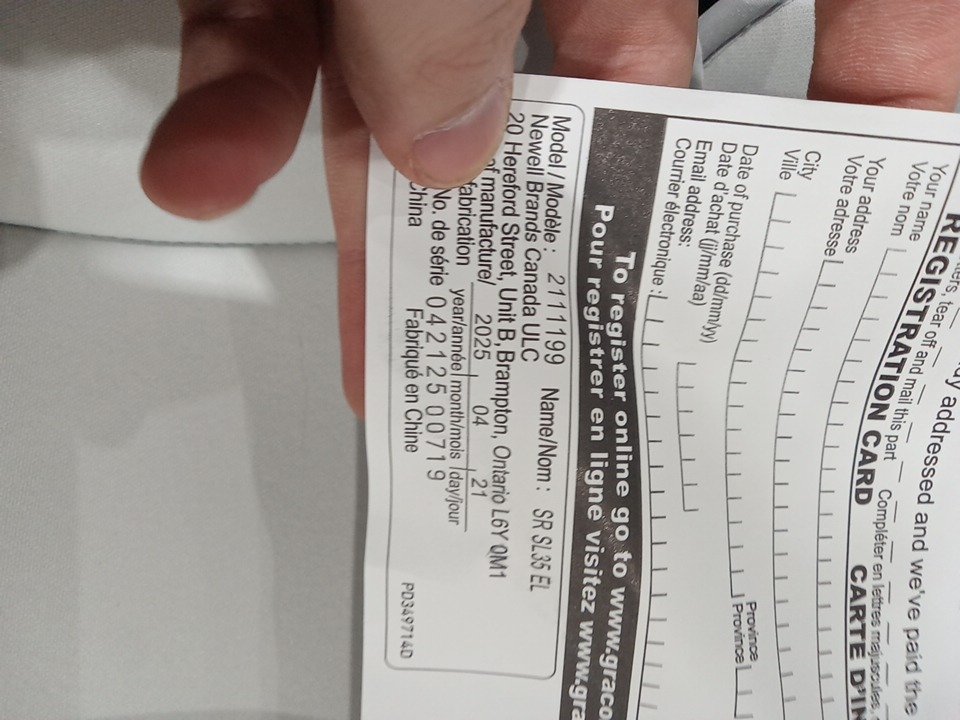 dy addressed and we've paid the
tear off and mail this part
Compléter en lettres majuscules,
REGISTRATION CARD CARTE D'IN
Your name
Votre nom
Your address
Votre adresse
City
Ville
Province
Province
Date of purchase (dd/mm/yy)
Date d'achat (jj/mm/aa)
Email address:
Courrier électronique:
To register online go to www.graco
Pour registrer en ligne visitez www.gra
Model / Modèle : 2111199 Name/Nom : SR SL35 EL
Newell Brands Canada ULC
20 Hereford Street, Unit B, Brampton, Ontario L6Y 0M1
of manufacture/ 2025 04 21
fabrication year/année month/mois day/jour
No. de série 04212500719
China Fabriqué en Chine
PD349714D